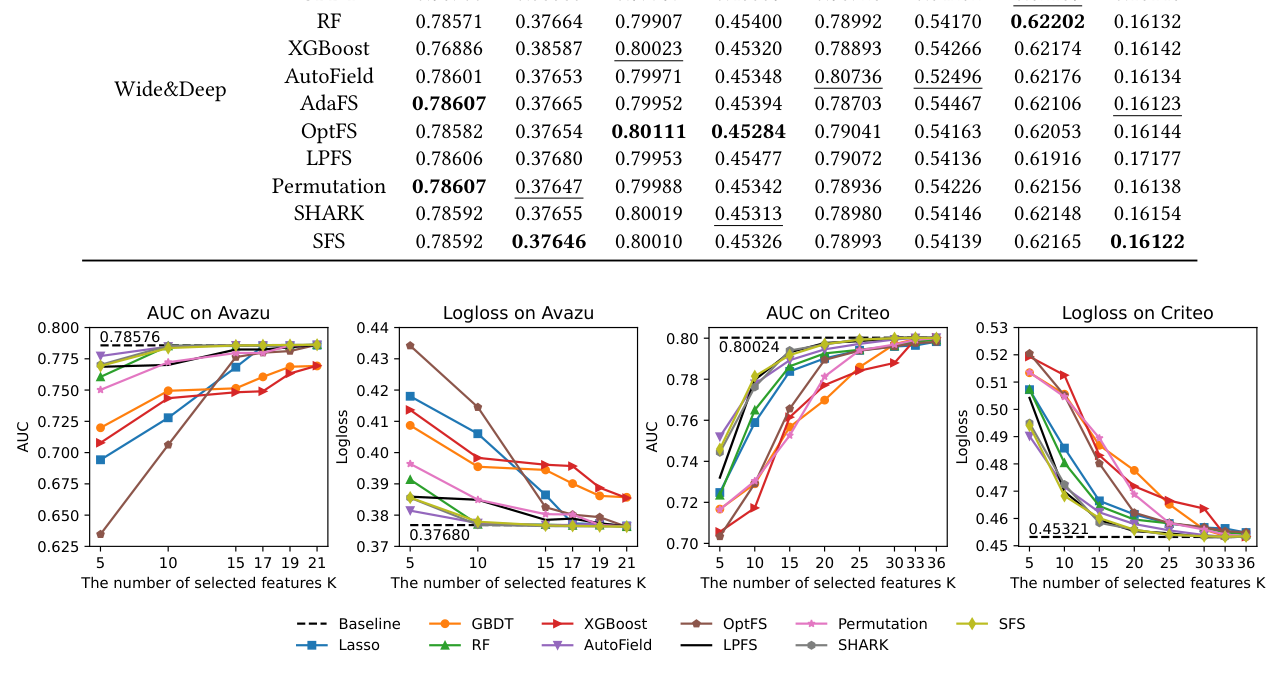 RF 0.78571 0.37664 0.79907 0.45400 0.78992 0.54170 0.62202 0.16132
XGBoost 0.76886 0.38587 0.80023 0.45320 0.78893 0.54266 0.62174 0.16142
AutoField 0.78601 0.37653 0.79971 0.45348 0.80736 0.52496 0.62176 0.16134
Wide&Deep
AdaFS 0.78607 0.37665 0.79952 0.45394 0.78703 0.54467 0.62106 0.16123
OptFS 0.78582 0.37654 0.80111 0.45284 0.79041 0.54163 0.62053 0.16144
LPFS 0.78606 0.37680 0.79953 0.45477 0.79072 0.54136 0.61916 0.17177
Permutation 0.78607 0.37647 0.79988 0.45342 0.78936 0.54226 0.62156 0.16138
SHARK 0.78592 0.37655 0.80019 0.45313 0.78980 0.54146 0.62148 0.16154
SFS 0.78592 0.37646 0.80010 0.45326 0.78993 0.54139 0.62165 0.16122
AUC on Avazu
0.800
0.775
0.750
0.725
0.700
0.675
0.650
0.625
AUC
0.78576
5 10 15 17 19 21
The number of selected features K
Logloss on Avazu
0.44
0.43
0.42
0.41
0.40
0.39
0.38
0.37
Logloss
0.37680
5 10 15 17 19 21
The number of selected features K
AUC on Criteo
0.80
0.78
0.76
0.74
0.72
0.70
AUC
0.80024
5 10 15 20 25 30 33 36
The number of selected features K
Logloss on Criteo
0.53
0.52
0.51
0.50
0.49
0.48
0.47
0.46
0.45
Logloss
0.45321
5 10 15 20 25 30 33 36
The number of selected features K
Baseline GBDT XGBoost OptFS Permutation SFS
Lasso RF AutoField LPFS SHARK